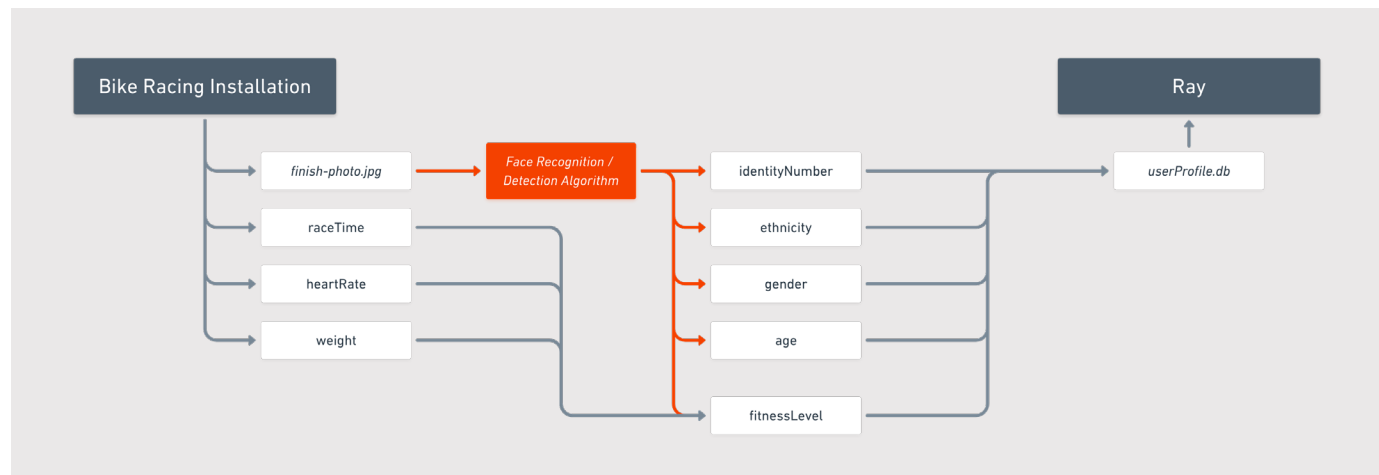 Bike Racing Installation
Ray
finish-photo.jpg
Face Recognition /
Detection Algorithm
identityNumber
userProfile.db
raceTime
ethnicity
heartRate
gender
weight
age
fitnessLevel